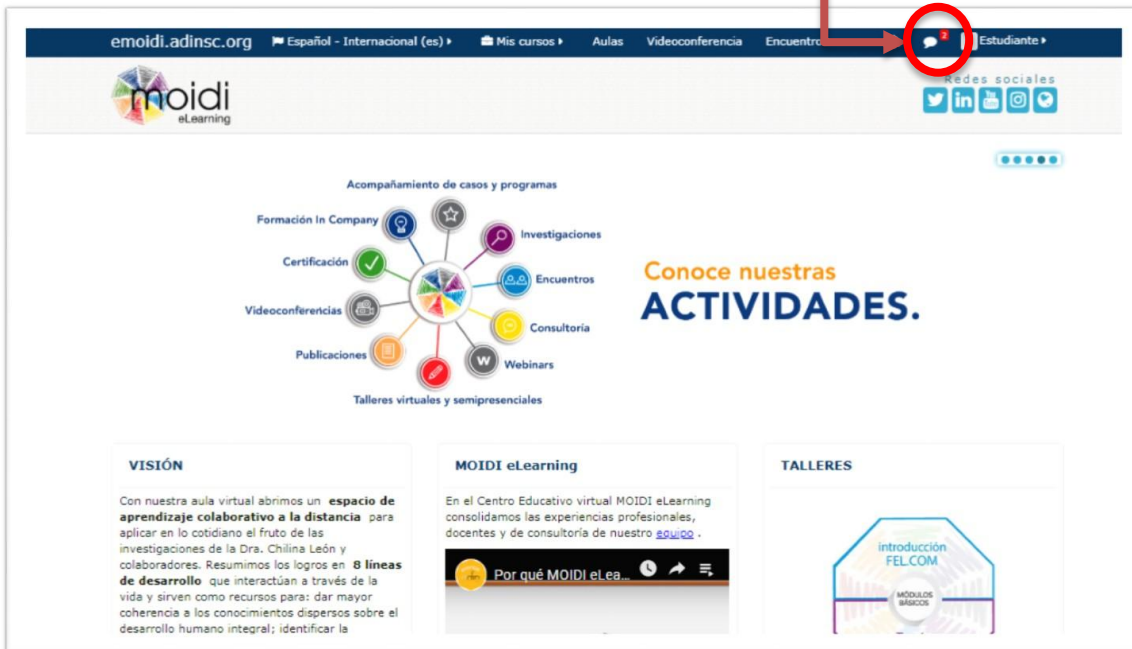 emoidi.adinsc.org Español - Internacional (es) Mis cursos Aulas Videoconferencia Encuentro 2 Estudiante
moidi
eLearning
Redes sociales
Acompañamiento de casos y programas
Formación In Company
Investigaciones
Certificación
Encuentros
Videoconferencias
Consultoría
Publicaciones
Webinars
Talleres virtuales y semipresenciales
Conoce nuestras
ACTIVIDADES.
VISIÓN
Con nuestra aula virtual abrimos un espacio de
aprendizaje colaborativo a la distancia para
aplicar en lo cotidiano el fruto de las
investigaciones de la Dra. Chilina León y
colaboradores. Resumimos los logros en 8 líneas
de desarrollo que interactúan a través de la
vida y sirven como recursos para: dar mayor
coherencia a los conocimientos dispersos sobre el
desarrollo humano integral; identificar la
MOIDI eLearning
En el Centro Educativo virtual MOIDI eLearning
consolidamos las experiencias profesionales,
docentes y de consultoría de nuestro equipo .
Por qué MOIDI eLea...
TALLERES
introducción
FEL.COM
MÓDULOS
BÁSICOS